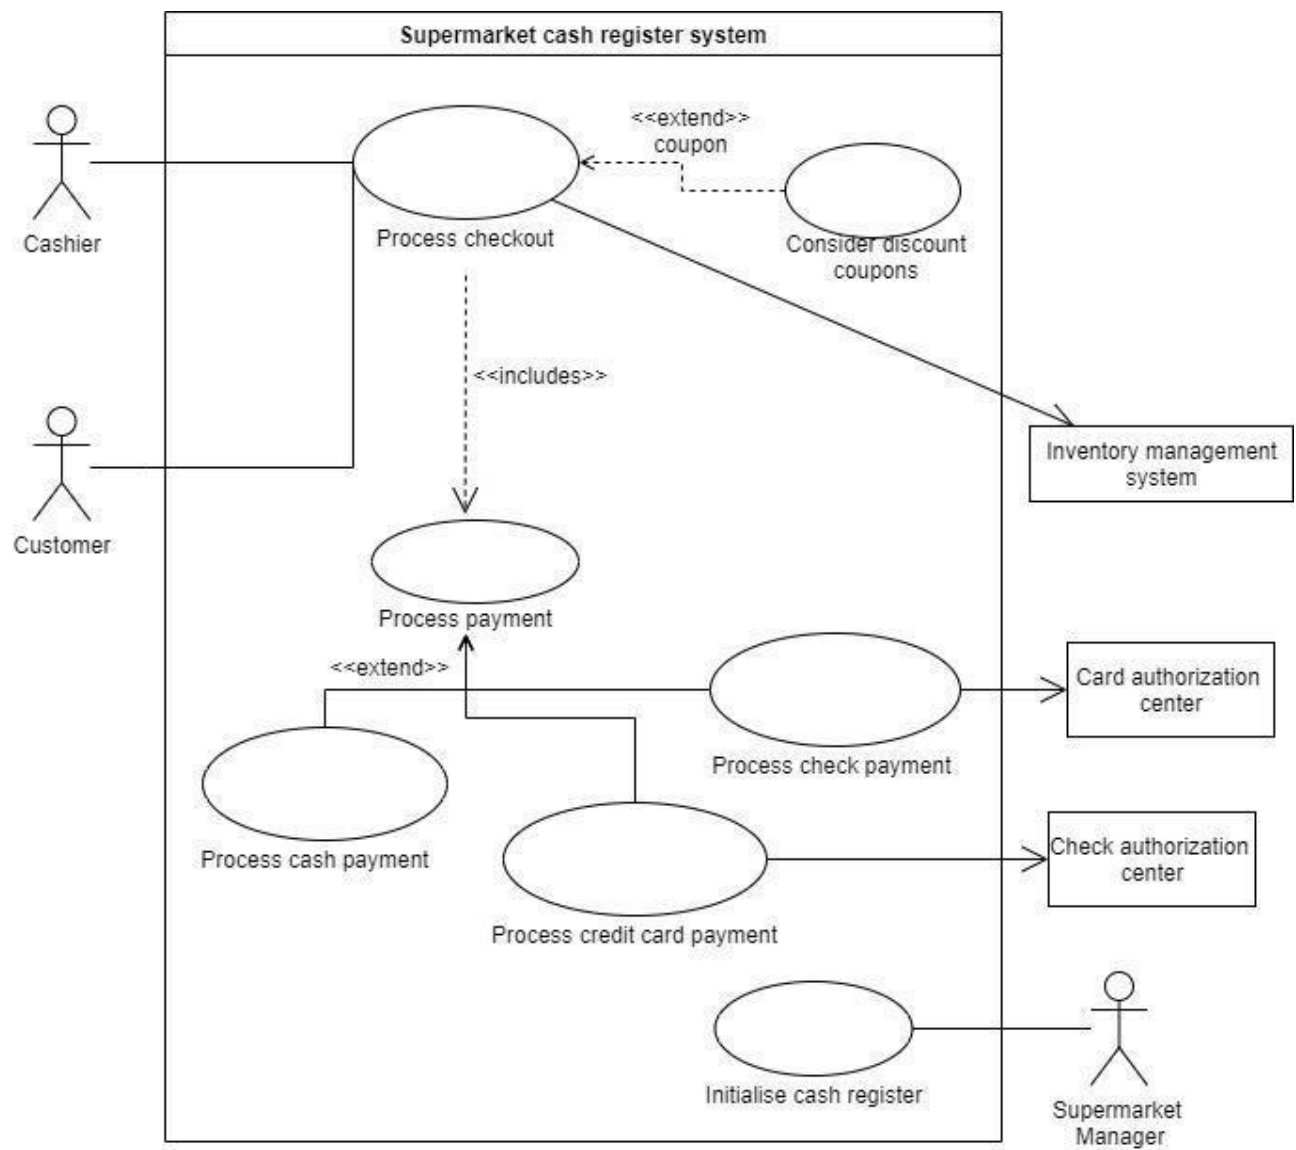 Supermarket cash register system
<<extend>>
coupon
Cashier
Process checkout
Consider discount
coupons
<<includes>>
Inventory management
system
Customer
Process payment
<<extend>>
Card authorization
center
Process check payment
Process cash payment
Check authorization
center
Process credit card payment
Initialise cash register
Supermarket
Manager